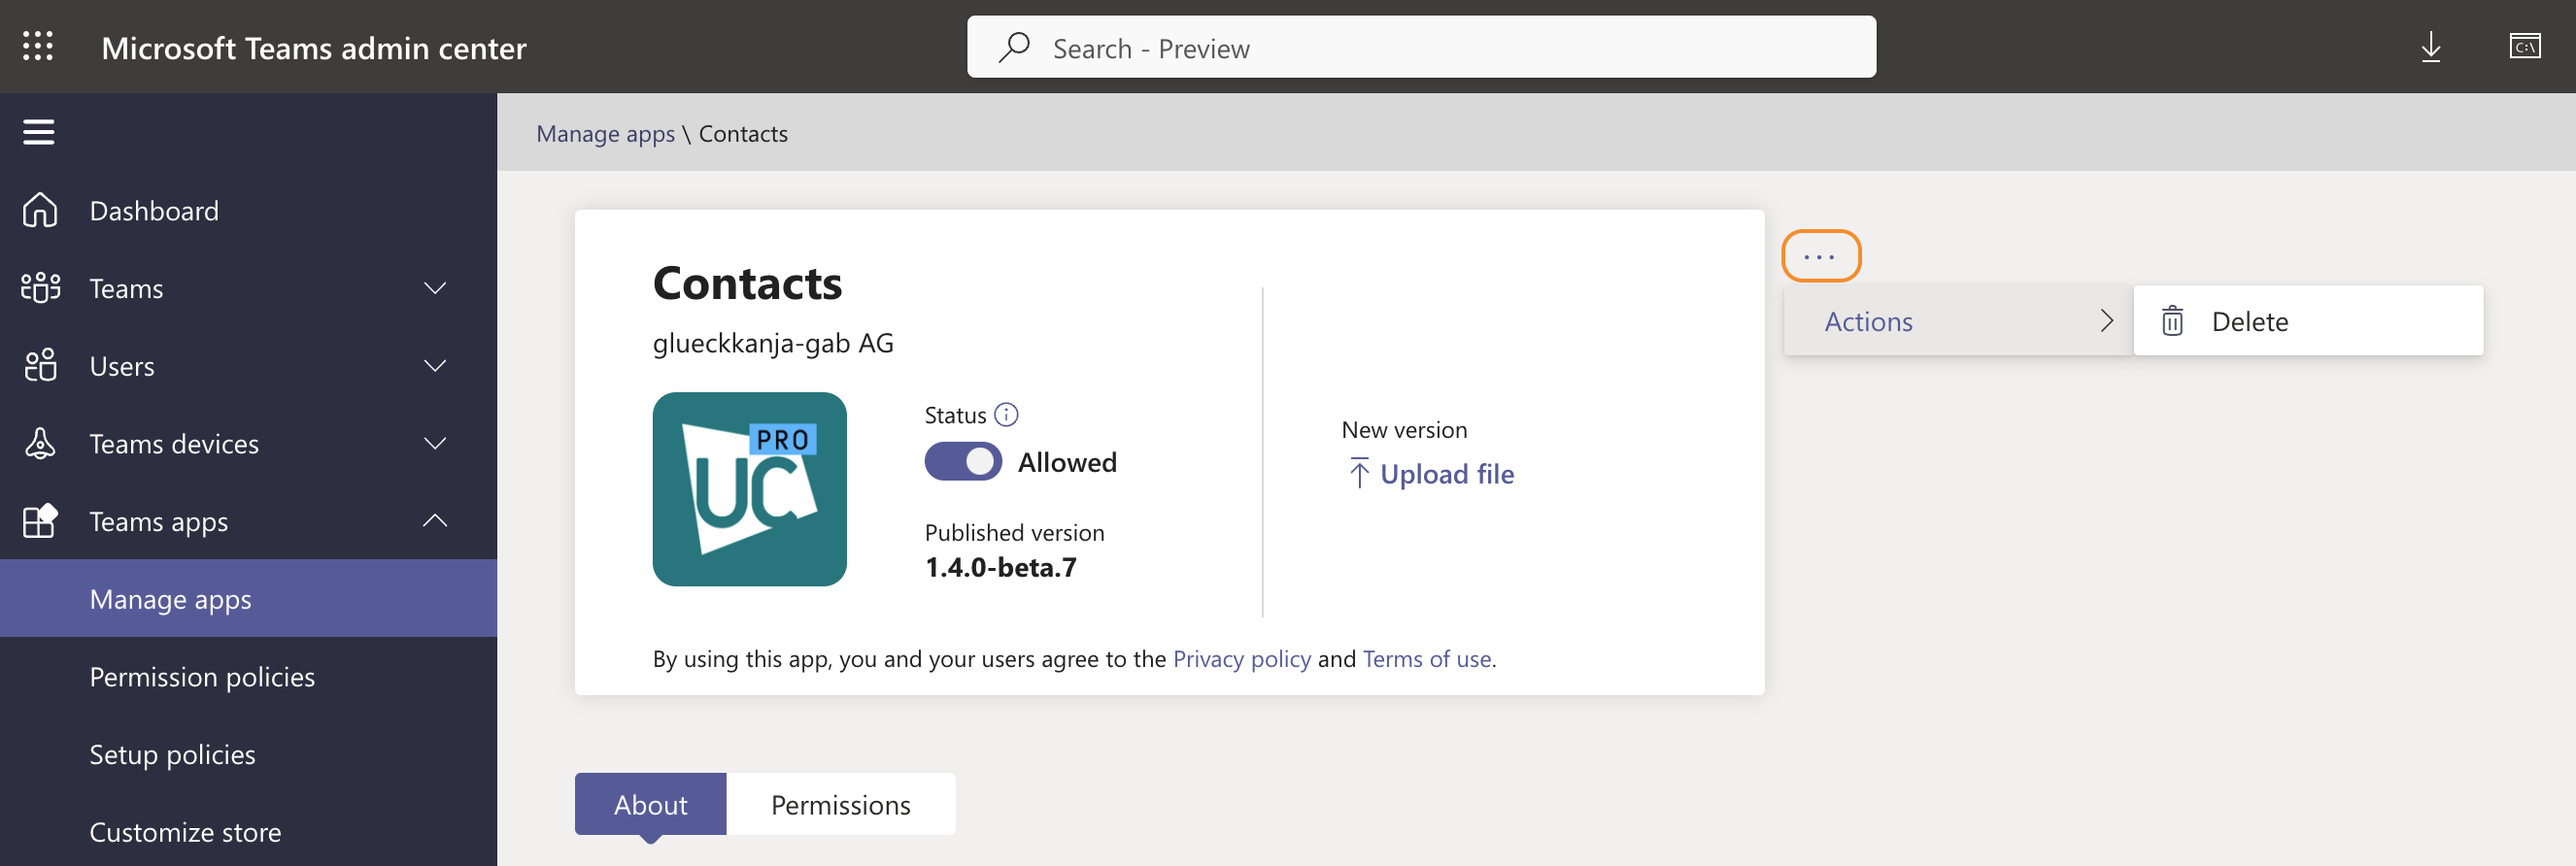 Microsoft Teams admin center
Search - Preview
C:\
Manage apps \ Contacts
Dashboard
Teams
Users
Teams devices
Teams apps
Manage apps
Permission policies
Setup policies
Customize store
Contacts
glueckkanja-gab AG
PRO
UC
Status
Allowed
Published version
1.4.0-beta.7
New version
Upload file
By using this app, you and your users agree to the Privacy policy and Terms of use.
...
Actions
Delete
About
Permissions